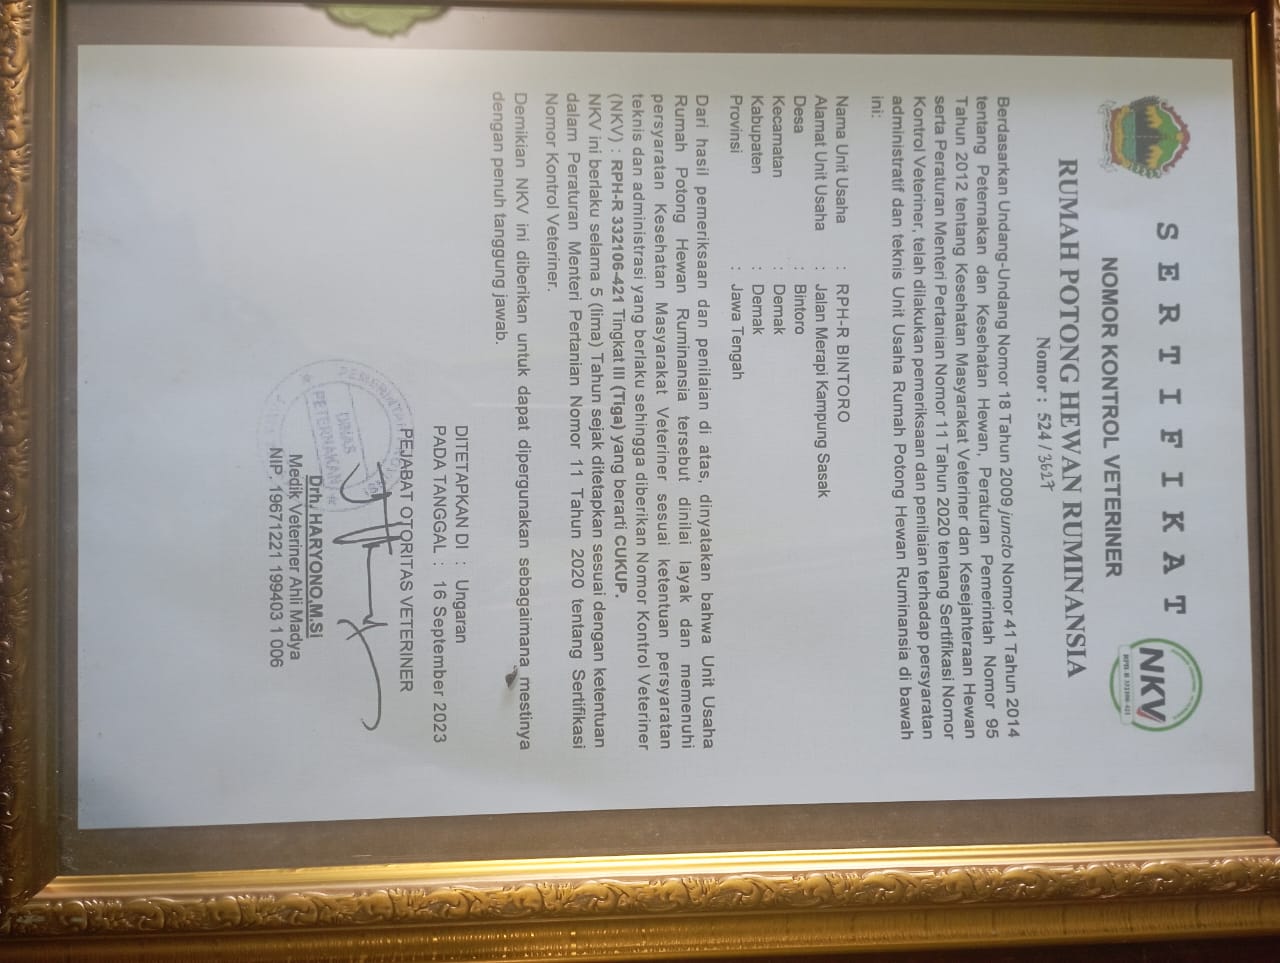 S E R T I F I K A T
NOMOR KONTROL VETERINER
RUMAH POTONG HEWAN RUMINANSIA
Nomor : 524 / 3627
NKV
RPH-R 332106-421
Berdasarkan Undang-Undang Nomor 18 Tahun 2009 juncto Nomor 41 Tahun 2014
tentang Peternakan dan Kesehatan Hewan, Peraturan Pemerintah Nomor 95
Tahun 2012 tentang Kesehatan Masyarakat Veteriner dan Kesejahteraan Hewan
serta Peraturan Menteri Pertanian Nomor 11 Tahun 2020 tentang Sertifikasi Nomor
Kontrol Veteriner, telah dilakukan pemeriksaan dan penilaian terhadap persyaratan
administratif dan teknis Unit Usaha Rumah Potong Hewan Ruminansia di bawah
ini:
Nama Unit Usaha : RPH-R BINTORO
Alamat Unit Usaha : Jalan Merapi Kampung Sasak
Desa : Bintoro
Kecamatan : Demak
Kabupaten : Demak
Provinsi : Jawa Tengah
Dari hasil pemeriksaan dan penilaian di atas, dinyatakan bahwa Unit Usaha
Rumah Potong Hewan Ruminansia tersebut dinilai layak dan memenuhi
persyaratan Kesehatan Masyarakat Veteriner sesuai ketentuan persyaratan
teknis dan administrasi yang berlaku sehingga diberikan Nomor Kontrol Veteriner
(NKV) : RPH-R 332106-421 Tingkat III (Tiga) yang berarti CUKUP.
NKV ini berlaku selama 5 (lima) Tahun sejak ditetapkan sesuai dengan ketentuan
dalam Peraturan Menteri Pertanian Nomor 11 Tahun 2020 tentang Sertifikasi
Nomor Kontrol Veteriner.
Demikian NKV ini diberikan untuk dapat dipergunakan sebagaimana mestinya
dengan penuh tanggung jawab.
DITETAPKAN DI : Ungaran
PADA TANGGAL : 16 September 2023
PEJABAT OTORITAS VETERINER
DINAS
PETERNAKAN
Drh. HARYONO.M.Si
Medik Veteriner Ahli Madya
NIP. 19671221 199403 1 006